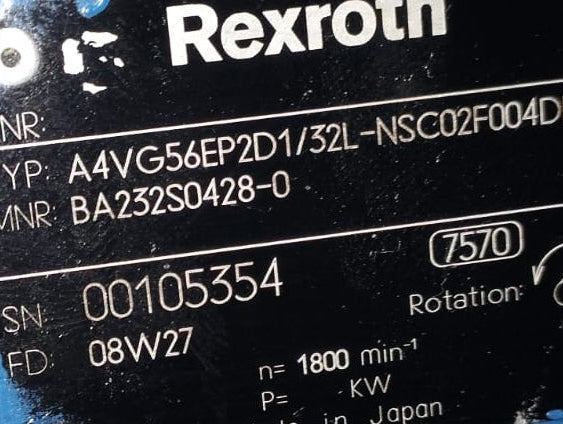 Rexroth
NR:
YP: A4VG56EP2D1/32L-NSC02F004D
MNR: BA232S0428-0
7570
SN: 00105354
Rotation:
FD: 08W27
n= 1800 min⁻¹
P= KW
in Japan